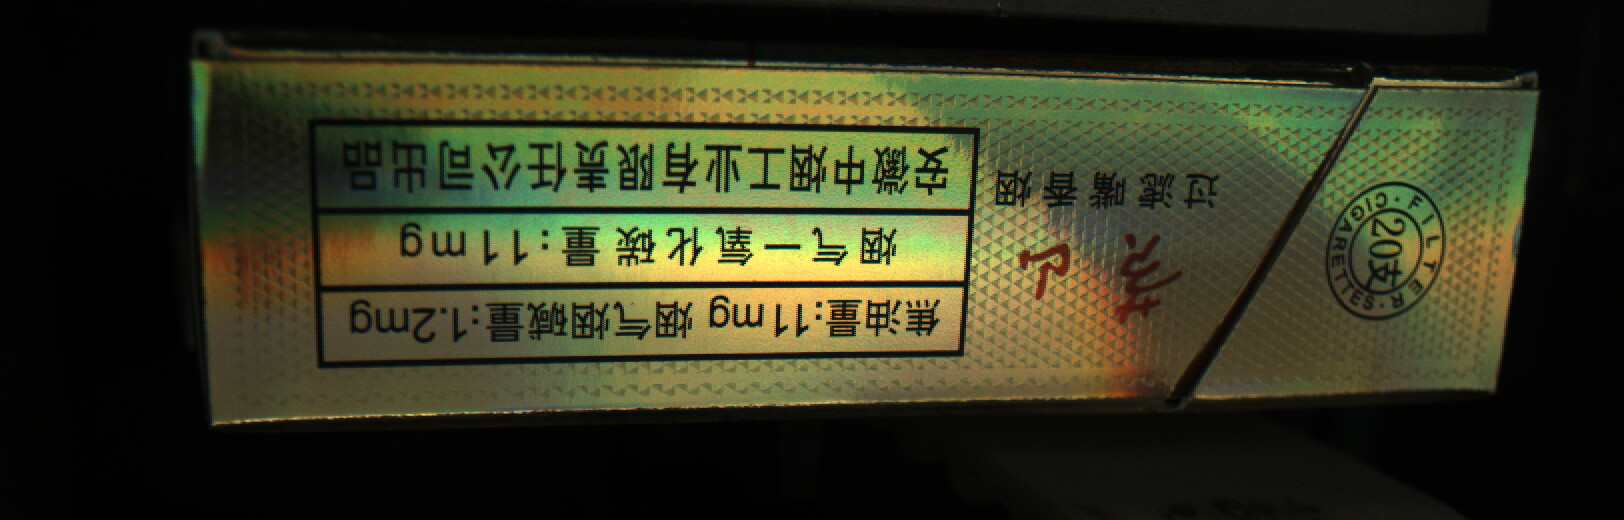 FILTER·CIGARETTES·
20支
过滤嘴香烟
焦油量:11mg 烟气烟碱量:1.2mg
烟气一氧化碳量:11mg
安徽中烟工业有限责任公司出品